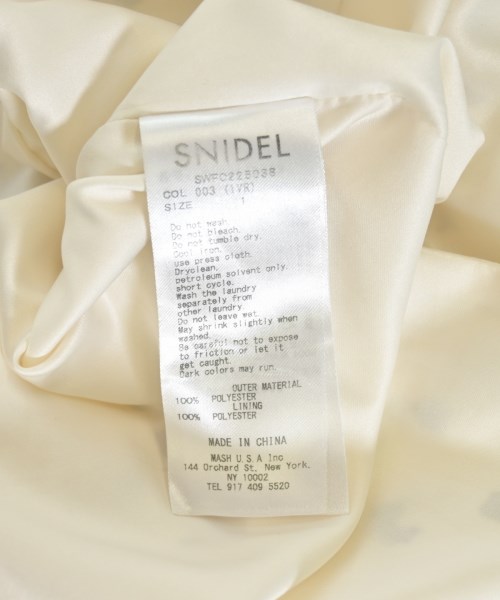 SNIDEL
SWFO225038
COL 003 (IVR)
SIZE 1
Do not wash.
Do not bleach.
Do not tumble dry.
Cool iron.
use press cloth.
Dryclean.
petroleum solvent only.
short cycle.
Wash the laundry
separately from
other laundry.
Do not leave wet.
May shrink slightly when
washed.
Be careful not to expose
to friction or let it
get caught.
Dark colors may run.
OUTER MATERIAL
100% POLYESTER
LINING
100% POLYESTER
MADE IN CHINA
MASH U.S.A Inc
144 Orchard St, New York,
NY 10002
TEL 917 409 5520